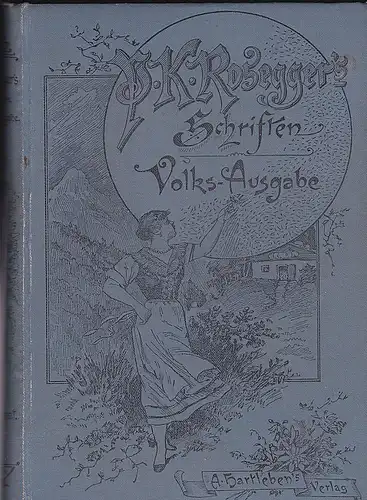 P. K. Rosegger's
Schriften
Volks-Ausgabe
A. Hartleben's Verlag